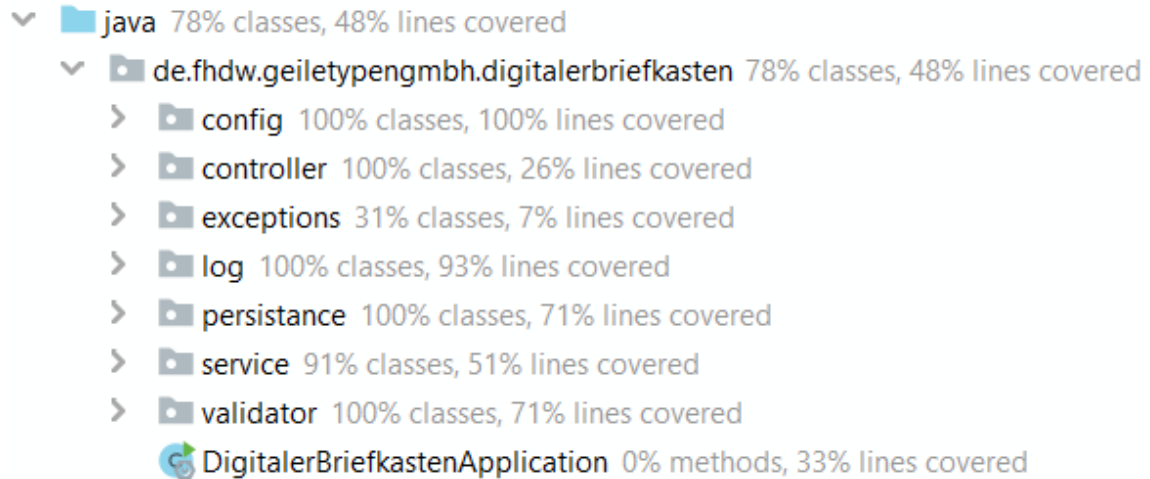 java 78% classes, 48% lines covered
de.fhdw.geiletypengmbh.digitalerbriefkasten 78% classes, 48% lines covered
config 100% classes, 100% lines covered
controller 100% classes, 26% lines covered
exceptions 31% classes, 7% lines covered
log 100% classes, 93% lines covered
persistance 100% classes, 71% lines covered
service 91% classes, 51% lines covered
validator 100% classes, 71% lines covered
DigitalerBriefkastenApplication 0% methods, 33% lines covered